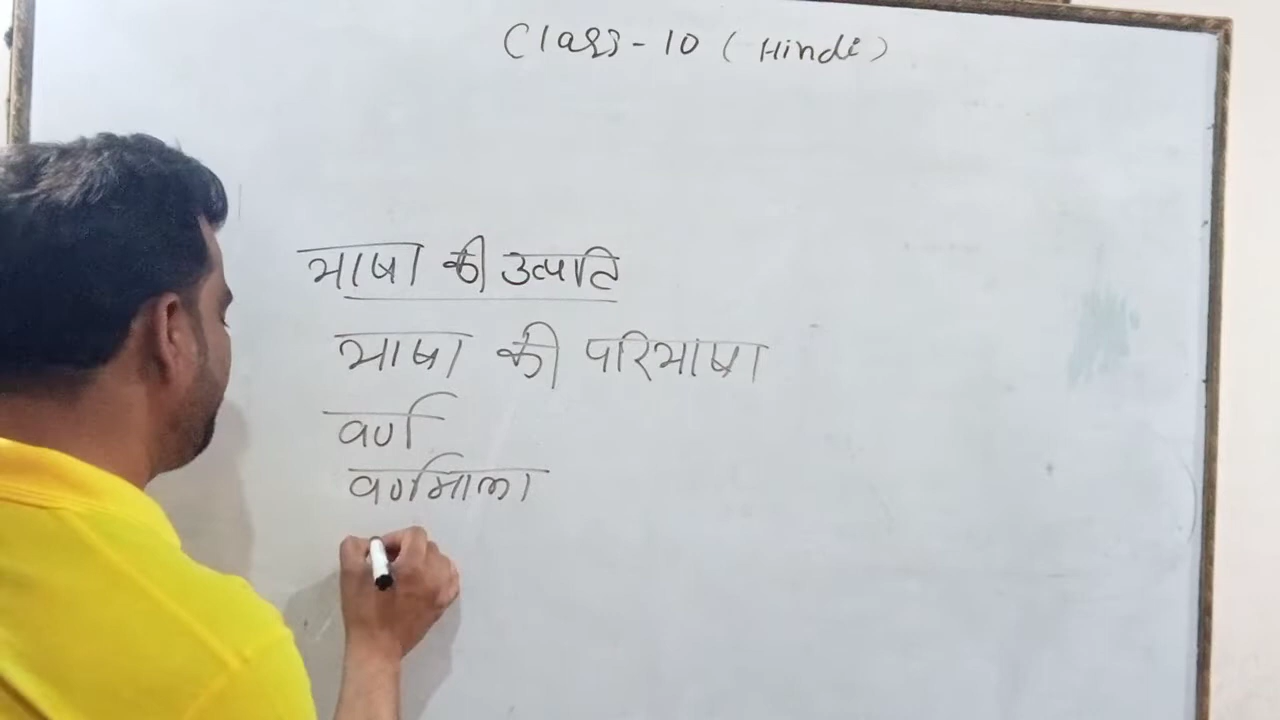 Class-10 (Hindi)
भाषा की उत्पति
भाषा की परिभाषा
वर्ण
वर्णमाला